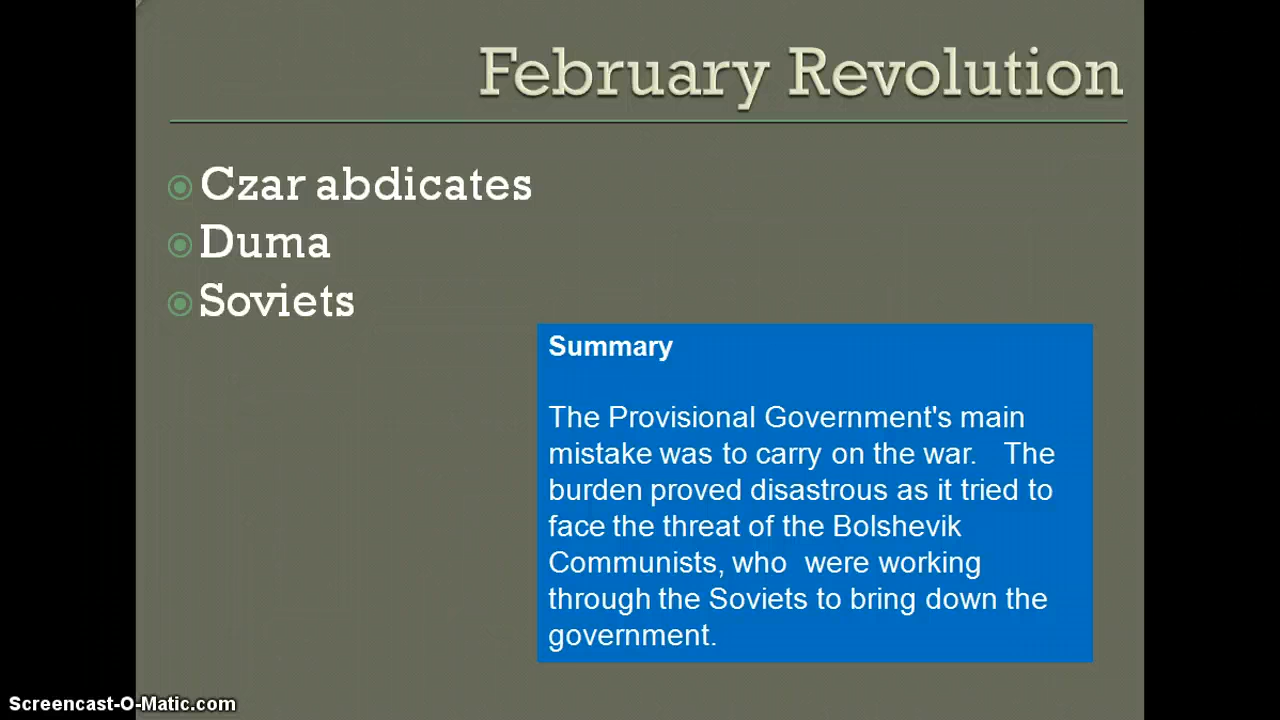 February Revolution
Czar abdicates
Duma
Soviets
Summary
The Provisional Government's main
mistake was to carry on the war. The
burden proved disastrous as it tried to
face the threat of the Bolshevik
Communists, who were working
through the Soviets to bring down the
government.
Screencast-O-Matic.com